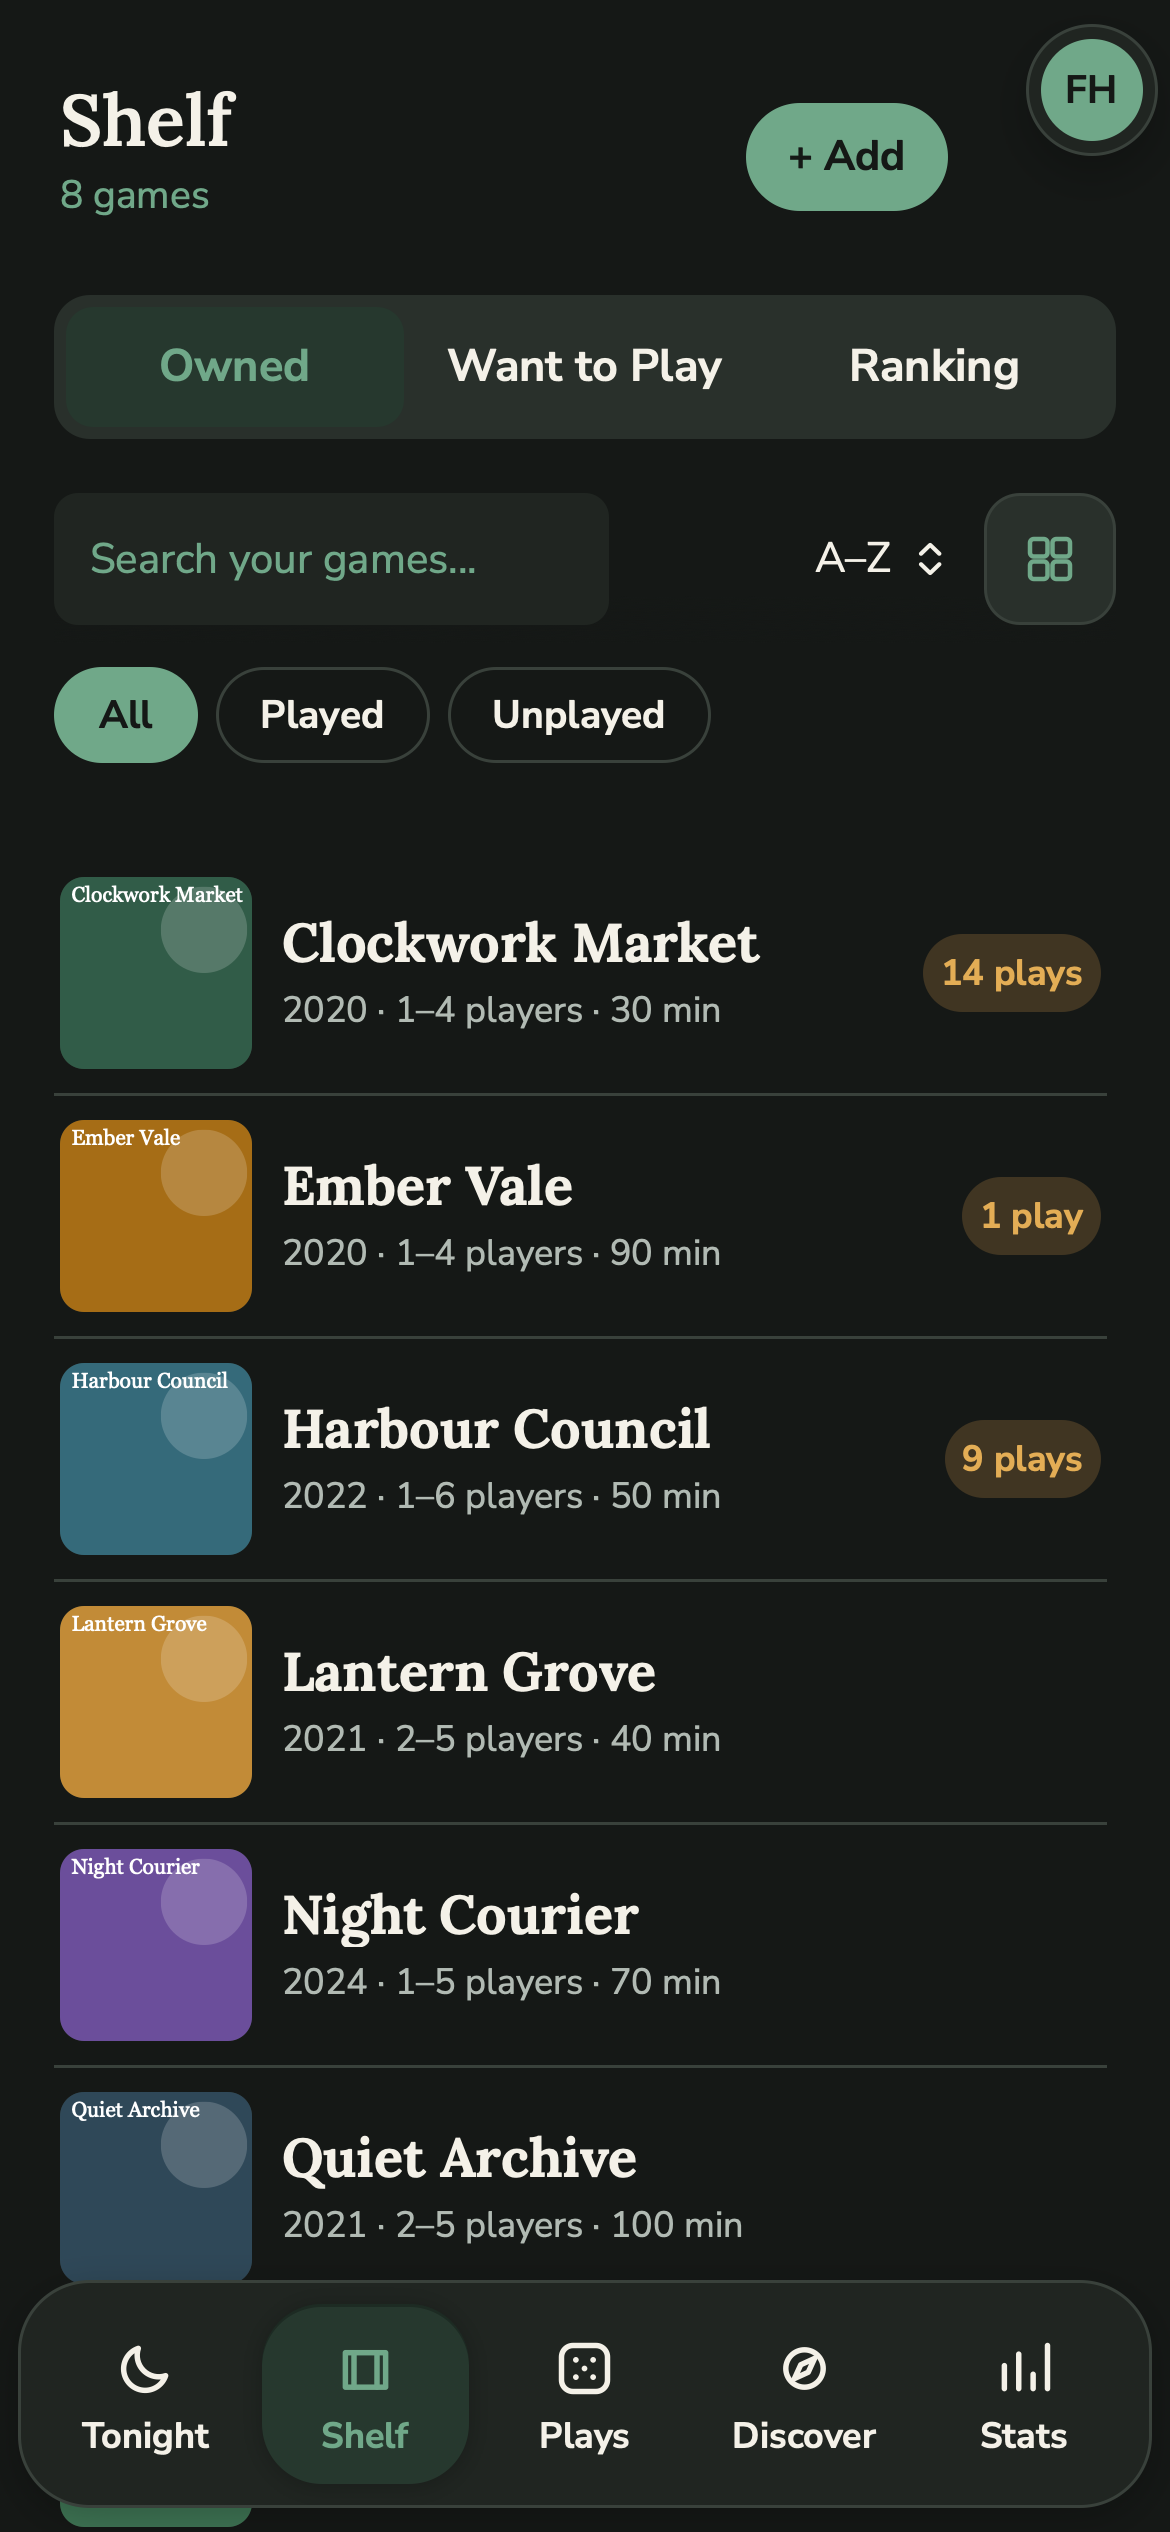 Shelf
8 games
+ Add
FH
Owned
Want to Play
Ranking
Search your games...
A–Z
All
Played
Unplayed
Clockwork Market
Clockwork Market
2020 · 1–4 players · 30 min
14 plays
Ember Vale
Ember Vale
2020 · 1–4 players · 90 min
1 play
Harbour Council
Harbour Council
2022 · 1–6 players · 50 min
9 plays
Lantern Grove
Lantern Grove
2021 · 2–5 players · 40 min
Night Courier
Night Courier
2024 · 1–5 players · 70 min
Quiet Archive
Quiet Archive
2021 · 2–5 players · 100 min
Tonight
Shelf
Plays
Discover
Stats